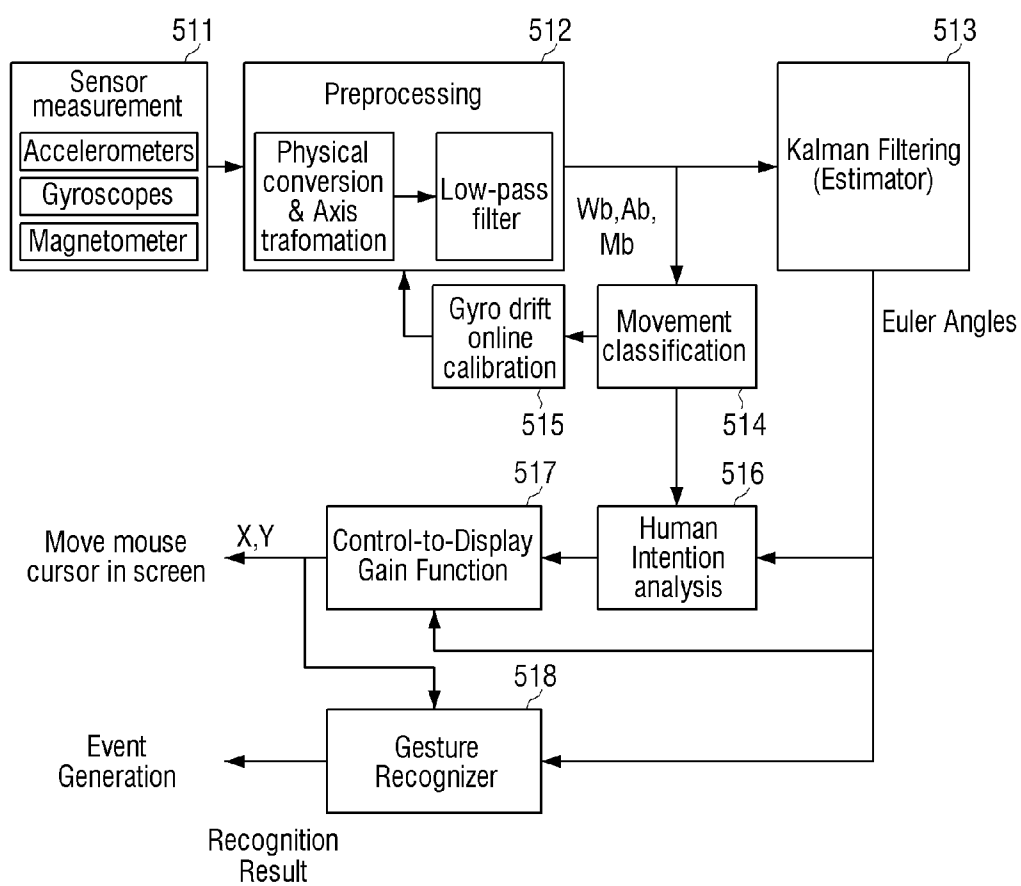 511
Sensor
measurement
Accelerometers
Gyroscopes
Magnetometer
512
Preprocessing
Physical
conversion
& Axis
trafomation
Low-pass
filter
513
Kalman Filtering
(Estimator)
Wb,Ab,
Mb
Euler Angles
Gyro drift
online
calibration
515
Movement
classification
514
517
Control-to-Display
Gain Function
516
Human
Intention
analysis
X,Y
Move mouse
cursor in screen
518
Gesture
Recognizer
Event
Generation
Recognition
Result